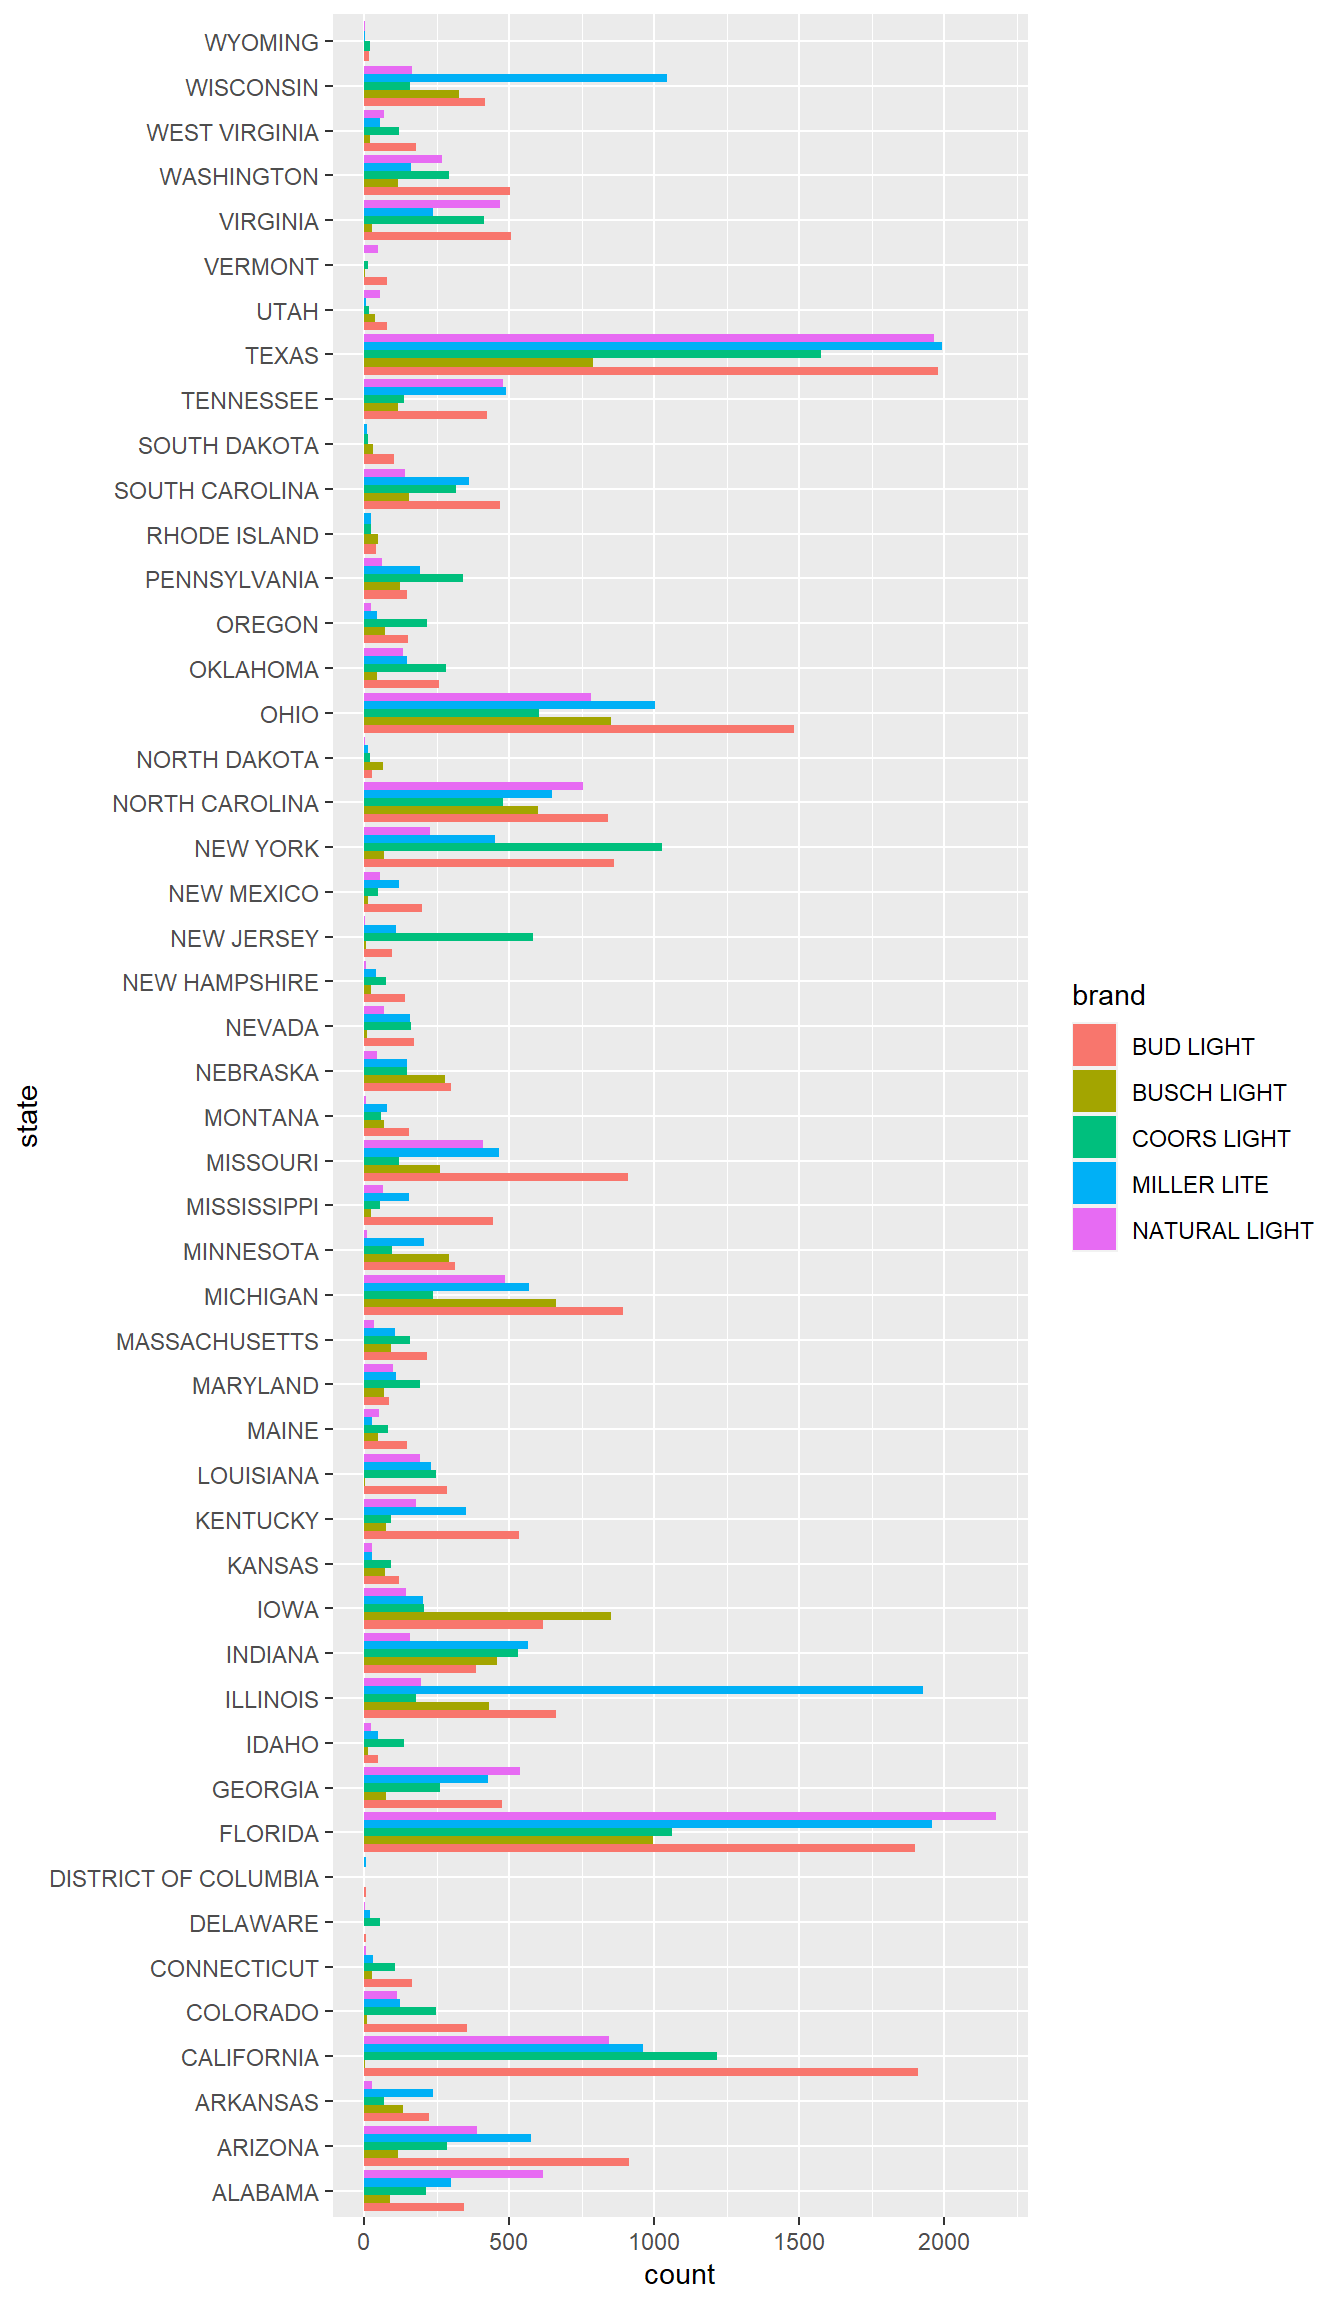 WYOMING
WISCONSIN
WEST VIRGINIA
WASHINGTON
VIRGINIA
VERMONT
UTAH
TEXAS
TENNESSEE
SOUTH DAKOTA
SOUTH CAROLINA
RHODE ISLAND
PENNSYLVANIA
OREGON
OKLAHOMA
OHIO
NORTH DAKOTA
NORTH CAROLINA
NEW YORK
NEW MEXICO
NEW JERSEY
NEW HAMPSHIRE
NEVADA
NEBRASKA
MONTANA
MISSOURI
MISSISSIPPI
MINNESOTA
MICHIGAN
MASSACHUSETTS
MARYLAND
MAINE
LOUISIANA
KENTUCKY
KANSAS
IOWA
INDIANA
ILLINOIS
IDAHO
GEORGIA
FLORIDA
DISTRICT OF COLUMBIA
DELAWARE
CONNECTICUT
COLORADO
CALIFORNIA
ARKANSAS
ARIZONA
ALABAMA
state
0 500 1000 1500 2000
count
brand
BUD LIGHT
BUSCH LIGHT
COORS LIGHT
MILLER LITE
NATURAL LIGHT